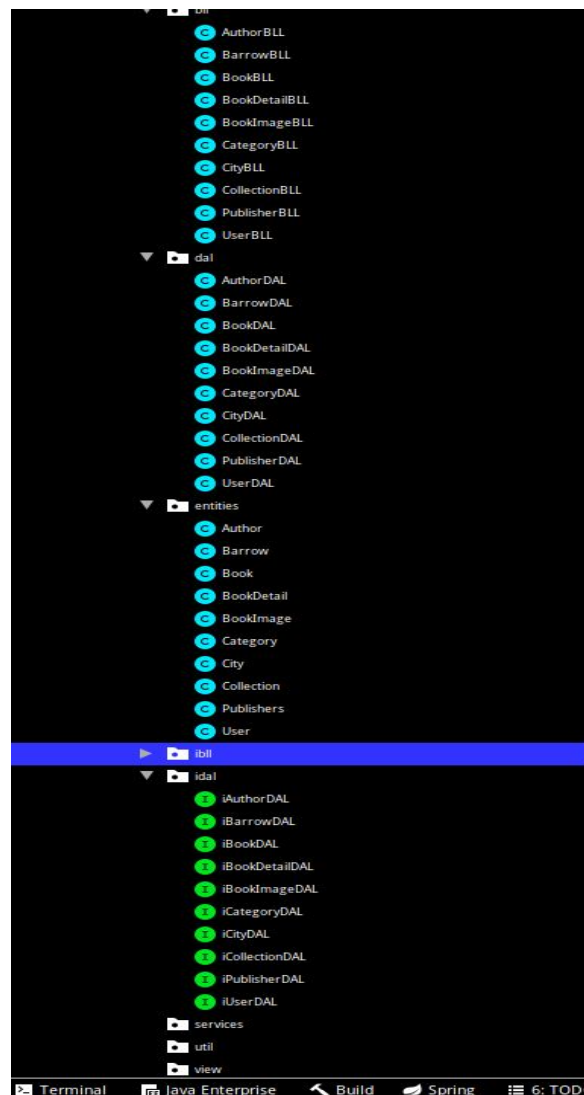 bll
AuthorBLL
BarrowBLL
BookBLL
BookDetailBLL
BookImageBLL
CategoryBLL
CityBLL
CollectionBLL
PublisherBLL
UserBLL
dal
AuthorDAL
BarrowDAL
BookDAL
BookDetailDAL
BookImageDAL
CategoryDAL
CityDAL
CollectionDAL
PublisherDAL
UserDAL
entities
Author
Barrow
Book
BookDetail
BookImage
Category
City
Collection
Publishers
User
ibll
idal
iAuthorDAL
iBarrowDAL
iBookDAL
iBookDetailDAL
iBookImageDAL
iCategoryDAL
iCityDAL
iCollectionDAL
iPublisherDAL
iUserDAL
services
util
view
Terminal Java Enterprise Build Spring 6: TOD